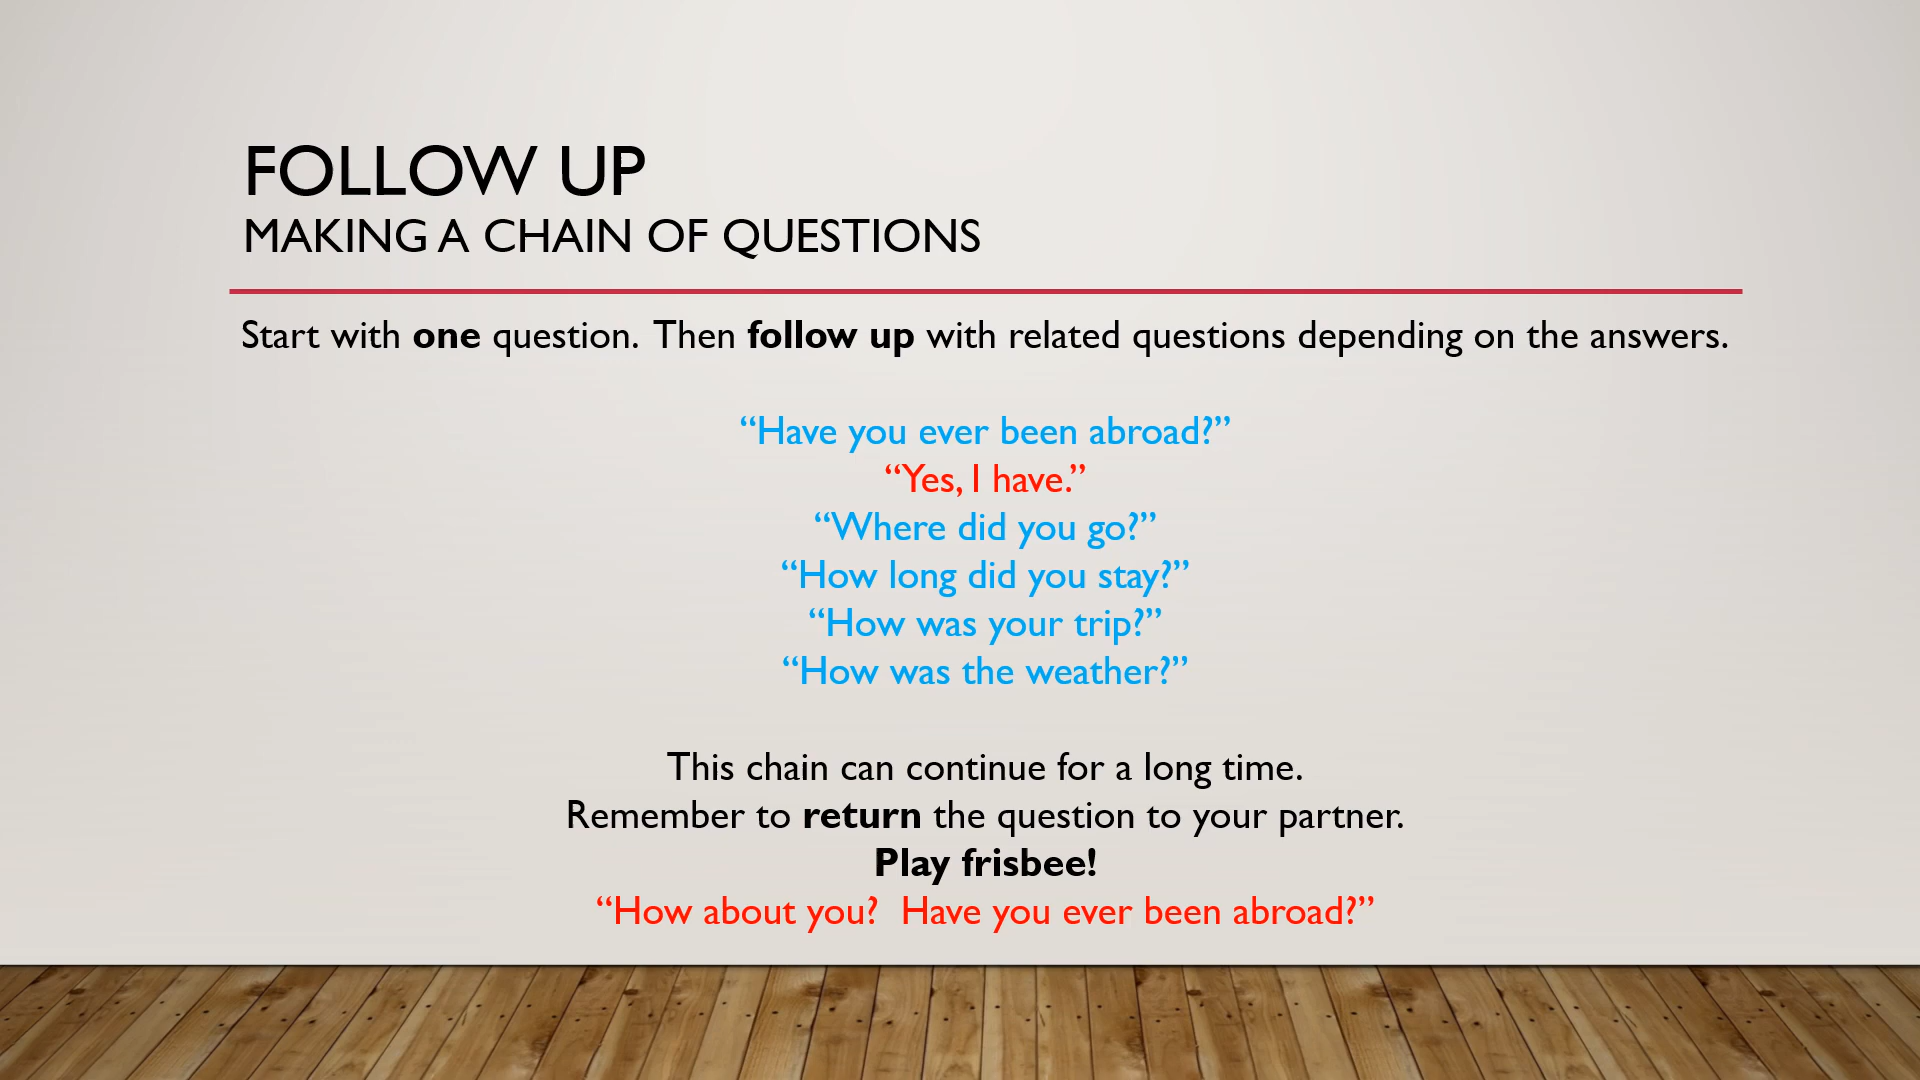 FOLLOW UP
MAKING A CHAIN OF QUESTIONS
Start with one question.  Then follow up with related questions depending on the answers.
“Have you ever been abroad?”
“Yes, I have.”
“Where did you go?”
“How long did you stay?”
“How was your trip?”
“How was the weather?”
This chain can continue for a long time.
Remember to return the question to your partner.
Play frisbee!
“How about you?  Have you ever been abroad?”